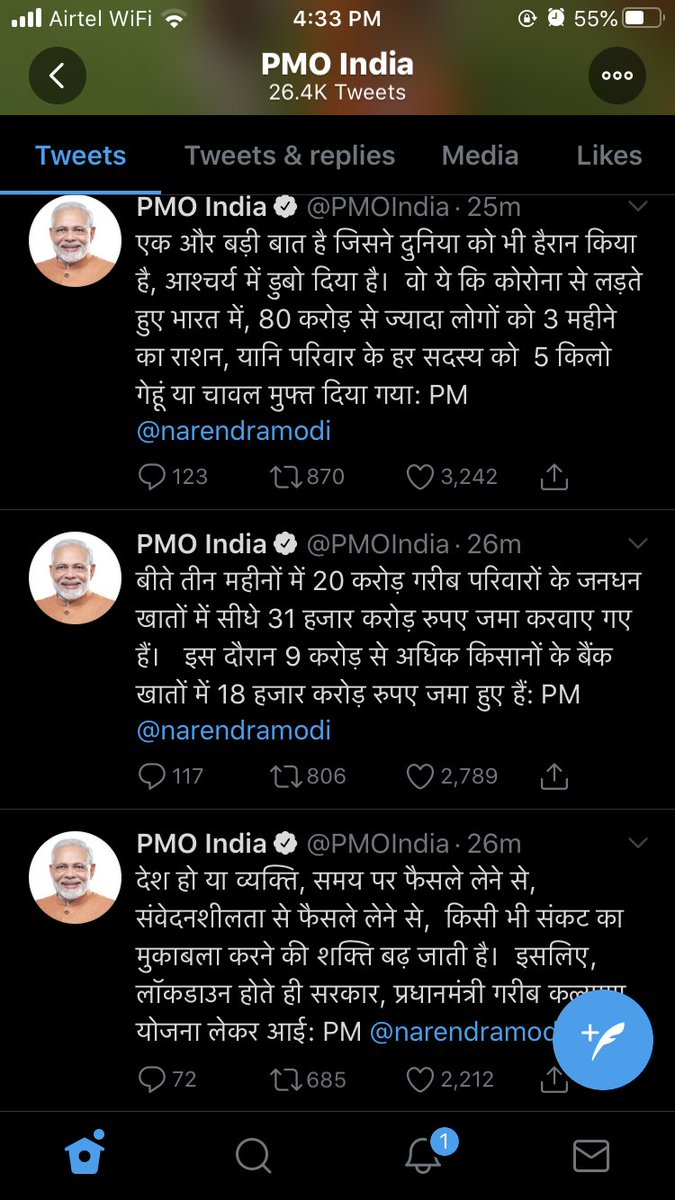 Airtel WiFi 4:33 PM 55%
PMO India
26.4K Tweets
Tweets Tweets & replies Media Likes
PMO India @PMOIndia · 25m
एक और बड़ी बात है जिसने दुनिया को भी हैरान किया
है, आश्चर्य में डुबो दिया है। वो ये कि कोरोना से लड़ते
हुए भारत में, 80 करोड़ से ज्यादा लोगों को 3 महीने
का राशन, यानि परिवार के हर सदस्य को 5 किलो
गेहूं या चावल मुफ्त दिया गया: PM
@narendramodi
123 870 3,242
PMO India @PMOIndia · 26m
बीते तीन महीनों में 20 करोड़ गरीब परिवारों के जनधन
खातों में सीधे 31 हजार करोड़ रुपए जमा करवाए गए
हैं। इस दौरान 9 करोड़ से अधिक किसानों के बैंक
खातों में 18 हजार करोड़ रुपए जमा हुए हैं: PM
@narendramodi
117 806 2,789
PMO India @PMOIndia · 26m
देश हो या व्यक्ति, समय पर फैसले लेने से,
संवेदनशीलता से फैसले लेने से, किसी भी संकट का
मुकाबला करने की शक्ति बढ़ जाती है। इसलिए,
लॉकडाउन होते ही सरकार, प्रधानमंत्री गरीब कल्याण
योजना लेकर आई: PM @narendramod
72 685 2,212
1